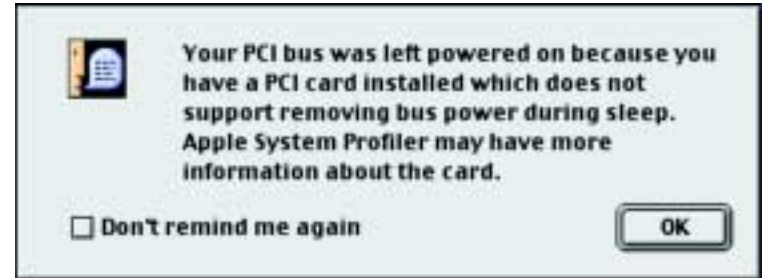 Your PCI bus was left powered on because you
have a PCI card installed which does not
support removing bus power during sleep.
Apple System Profiler may have more
information about the card.
Don't remind me again
OK